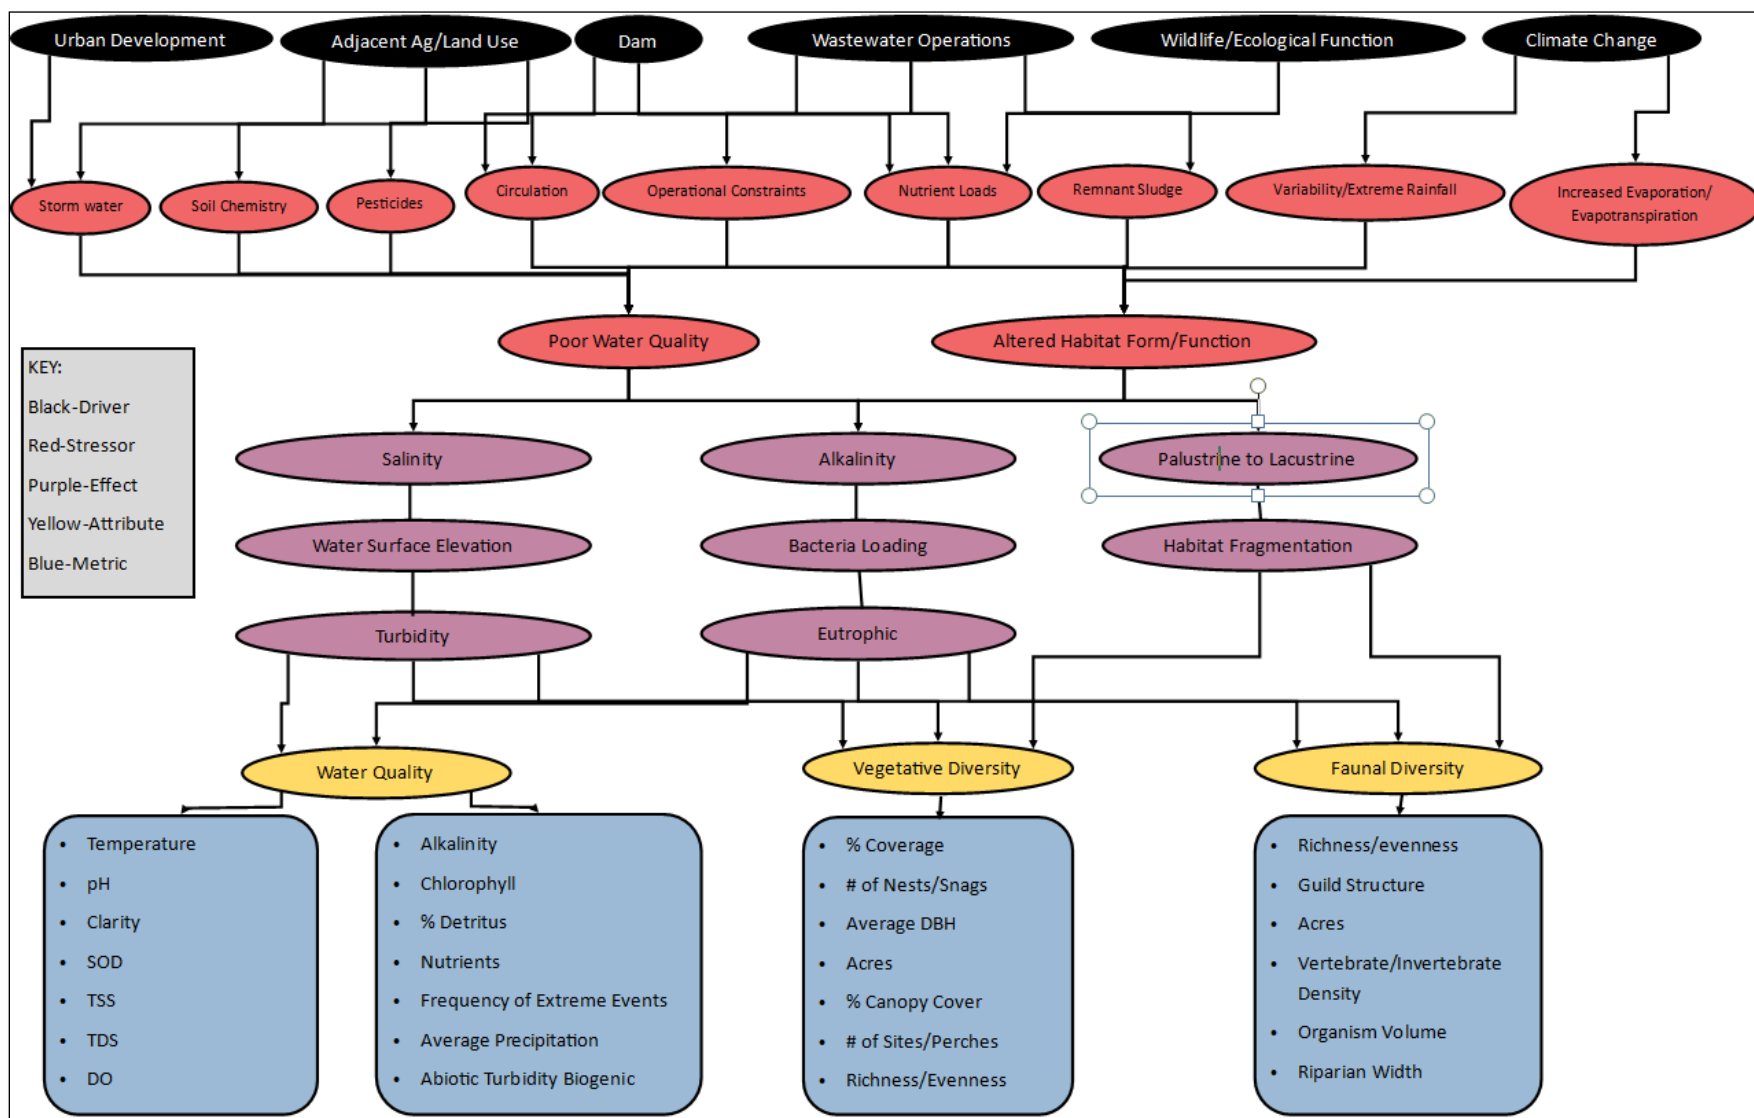 Urban Development
Adjacent Ag/Land Use
Dam
Wastewater Operations
Wildlife/Ecological Function
Climate Change
Storm water
Soil Chemistry
Pesticides
Circulation
Operational Constraints
Nutrient Loads
Remnant Sludge
Variability/Extreme Rainfall
Increased Evaporation/
Evapotranspiration
Poor Water Quality
Altered Habitat Form/Function
KEY:
Black-Driver
Red-Stressor
Purple-Effect
Yellow-Attribute
Blue-Metric
Salinity
Alkalinity
Palustrine to Lacustrine
Water Surface Elevation
Bacteria Loading
Habitat Fragmentation
Turbidity
Eutrophic
Water Quality
Vegetative Diversity
Faunal Diversity
• Temperature
• pH
• Clarity
• SOD
• TSS
• TDS
• DO
• Alkalinity
• Chlorophyll
• % Detritus
• Nutrients
• Frequency of Extreme Events
• Average Precipitation
• Abiotic Turbidity Biogenic
• % Coverage
• # of Nests/Snags
• Average DBH
• Acres
• % Canopy Cover
• # of Sites/Perches
• Richness/Evenness
• Richness/evenness
• Guild Structure
• Acres
• Vertebrate/Invertebrate
Density
• Organism Volume
• Riparian Width